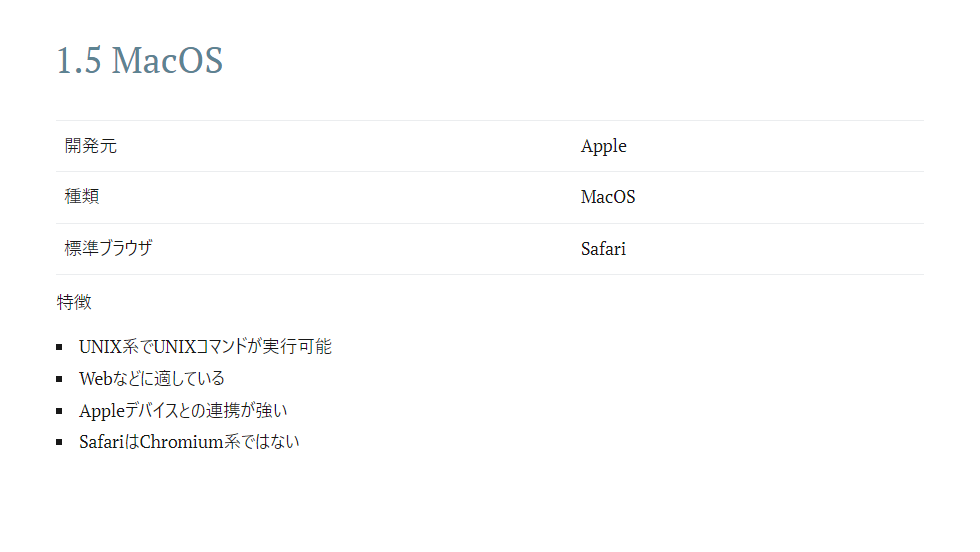 1.5 MacOS
開発元 Apple
種類 MacOS
標準ブラウザ Safari
特徴
UNIX系でUNIXコマンドが実行可能
Webなどに適している
Appleデバイスとの連携が強い
SafariはChromium系ではない